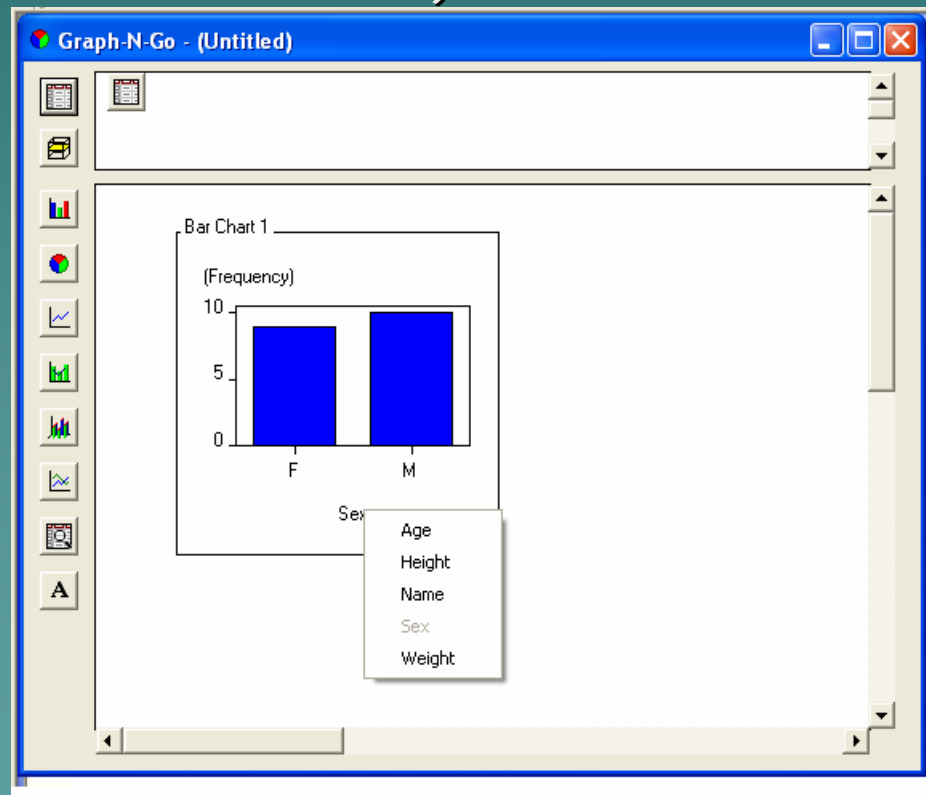 Graph-N-Go - (Untitled)
Bar Chart 1
(Frequency)
10
5
0
F M
Sex
Age
Height
Name
Sex
Weight
A